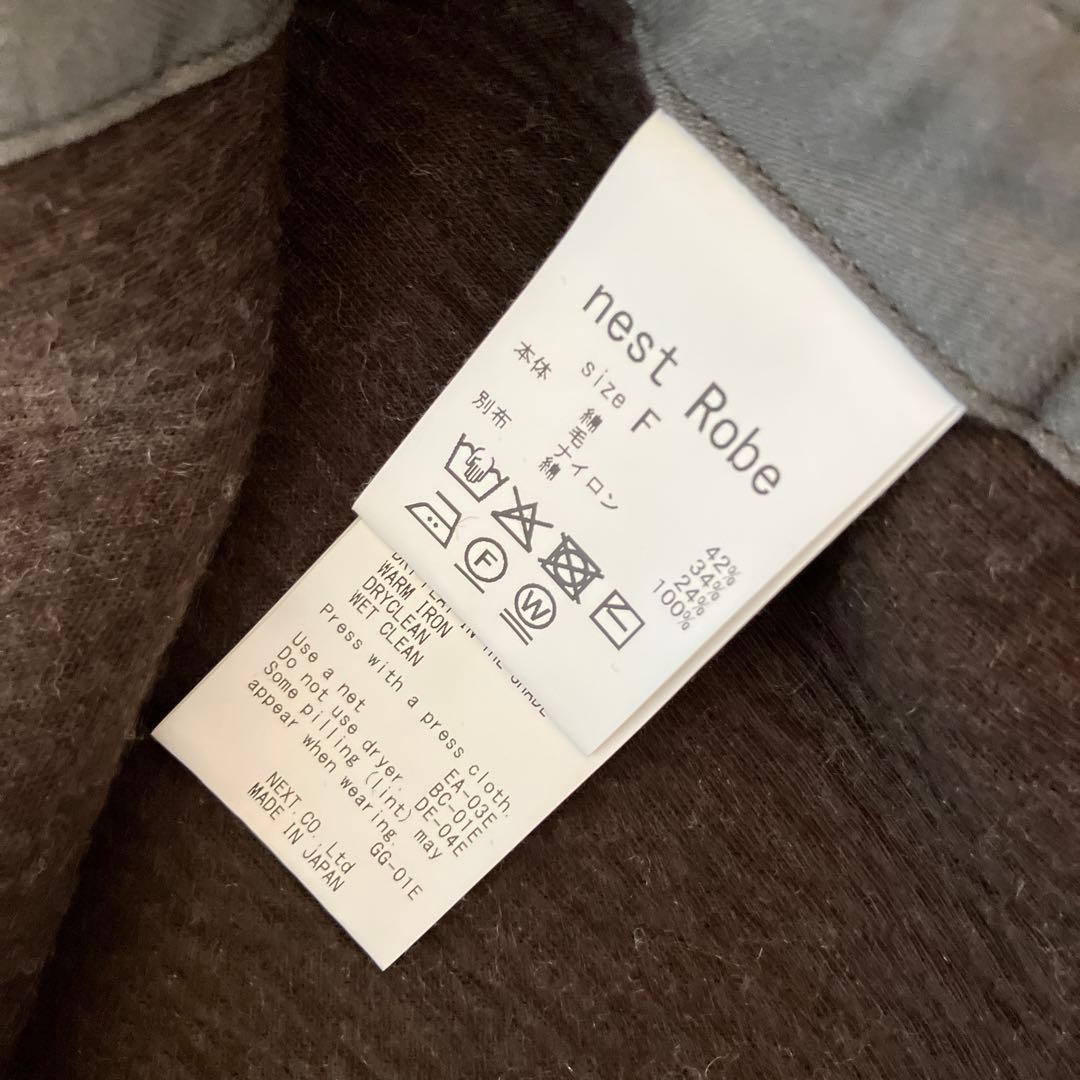 nest Robe
size F
本体 綿 42%
毛 34%
ナイロン 24%
別布 綿 100%
F
W
WARM IRON
DRYCLEAN
WET CLEAN
Press with a press cloth.
EA-03E
Use a net BC-01E
Do not use dryer. DE-04E
Some pilling (lint) may
appear when wearing.
GG-01E
NEXT.CO.,Ltd
MADE IN JAPAN